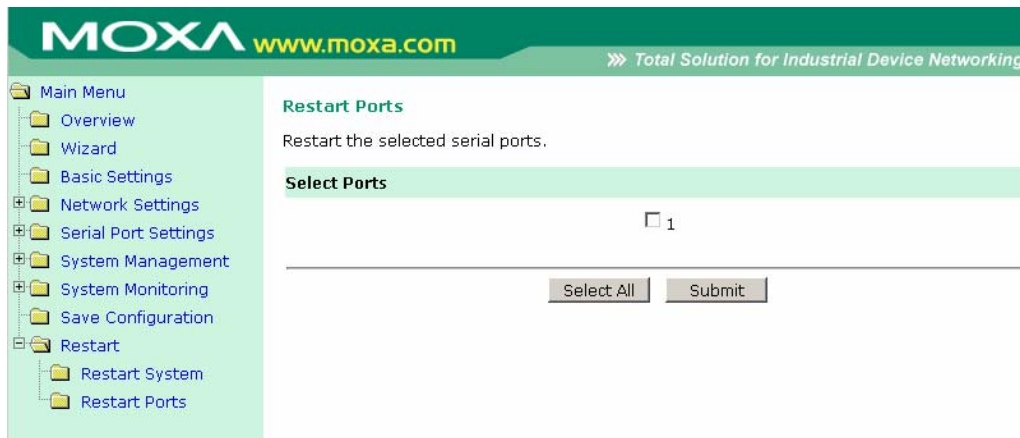 MOXA www.moxa.com
Total Solution for Industrial Device Networking
Main Menu
Overview
Wizard
Basic Settings
Network Settings
Serial Port Settings
System Management
System Monitoring
Save Configuration
Restart
Restart System
Restart Ports
Restart Ports
Restart the selected serial ports.
Select Ports
1
Select All Submit